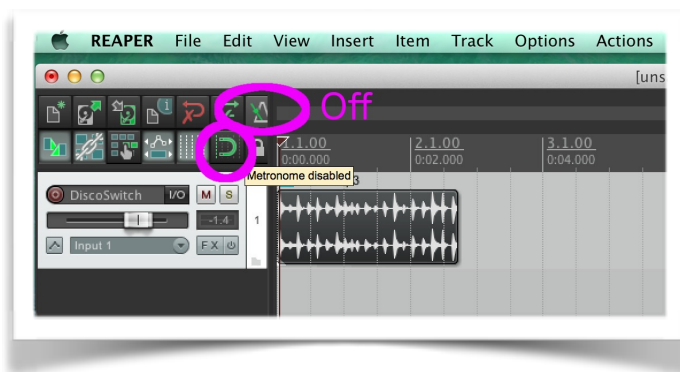 REAPER File Edit View Insert Item Track Options Actions
[uns
Off
1.1.00 2.1.00 3.1.00
0:00.000 0:02.000 0:04.000
Metronome disabled
DiscoSwitch I/O M S
-1.4 1
Input 1 FX